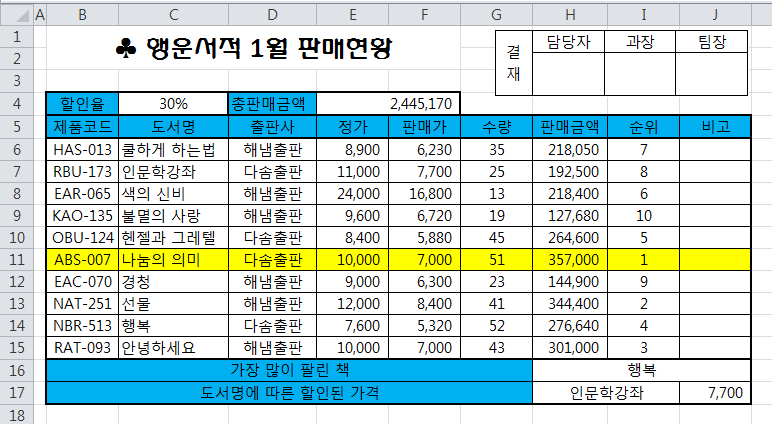 A B C D E F G H I J
1 ♣ 앵운서적 1월 판매현황 결재 담당자 과장 팀장
2
3
4 할인율 30% 총판매금액 2,445,170
5 제품코드 도서명 출판사 정가 판매가 수량 판매금액 순위 비고
6 HAS-013 쿨하게 하는법 해냄출판 8,900 6,230 35 218,050 7
7 RBU-173 인문학강좌 다솜출판 11,000 7,700 25 192,500 8
8 EAR-065 색의 신비 해냄출판 24,000 16,800 13 218,400 6
9 KAO-135 불멸의 사랑 해냄출판 9,600 6,720 19 127,680 10
10 OBU-124 헨젤과 그레텔 다솜출판 8,400 5,880 45 264,600 5
11 ABS-007 나눔의 의미 다솜출판 10,000 7,000 51 357,000 1
12 EAC-070 경청 해냄출판 9,000 6,300 23 144,900 9
13 NAT-251 선물 해냄출판 12,000 8,400 41 344,400 2
14 NBR-513 행복 다솜출판 7,600 5,320 52 276,640 4
15 RAT-093 안녕하세요 해냄출판 10,000 7,000 43 301,000 3
16 가장 많이 팔린 책 행복
17 도서명에 따른 할인된 가격 인문학강좌 7,700
18